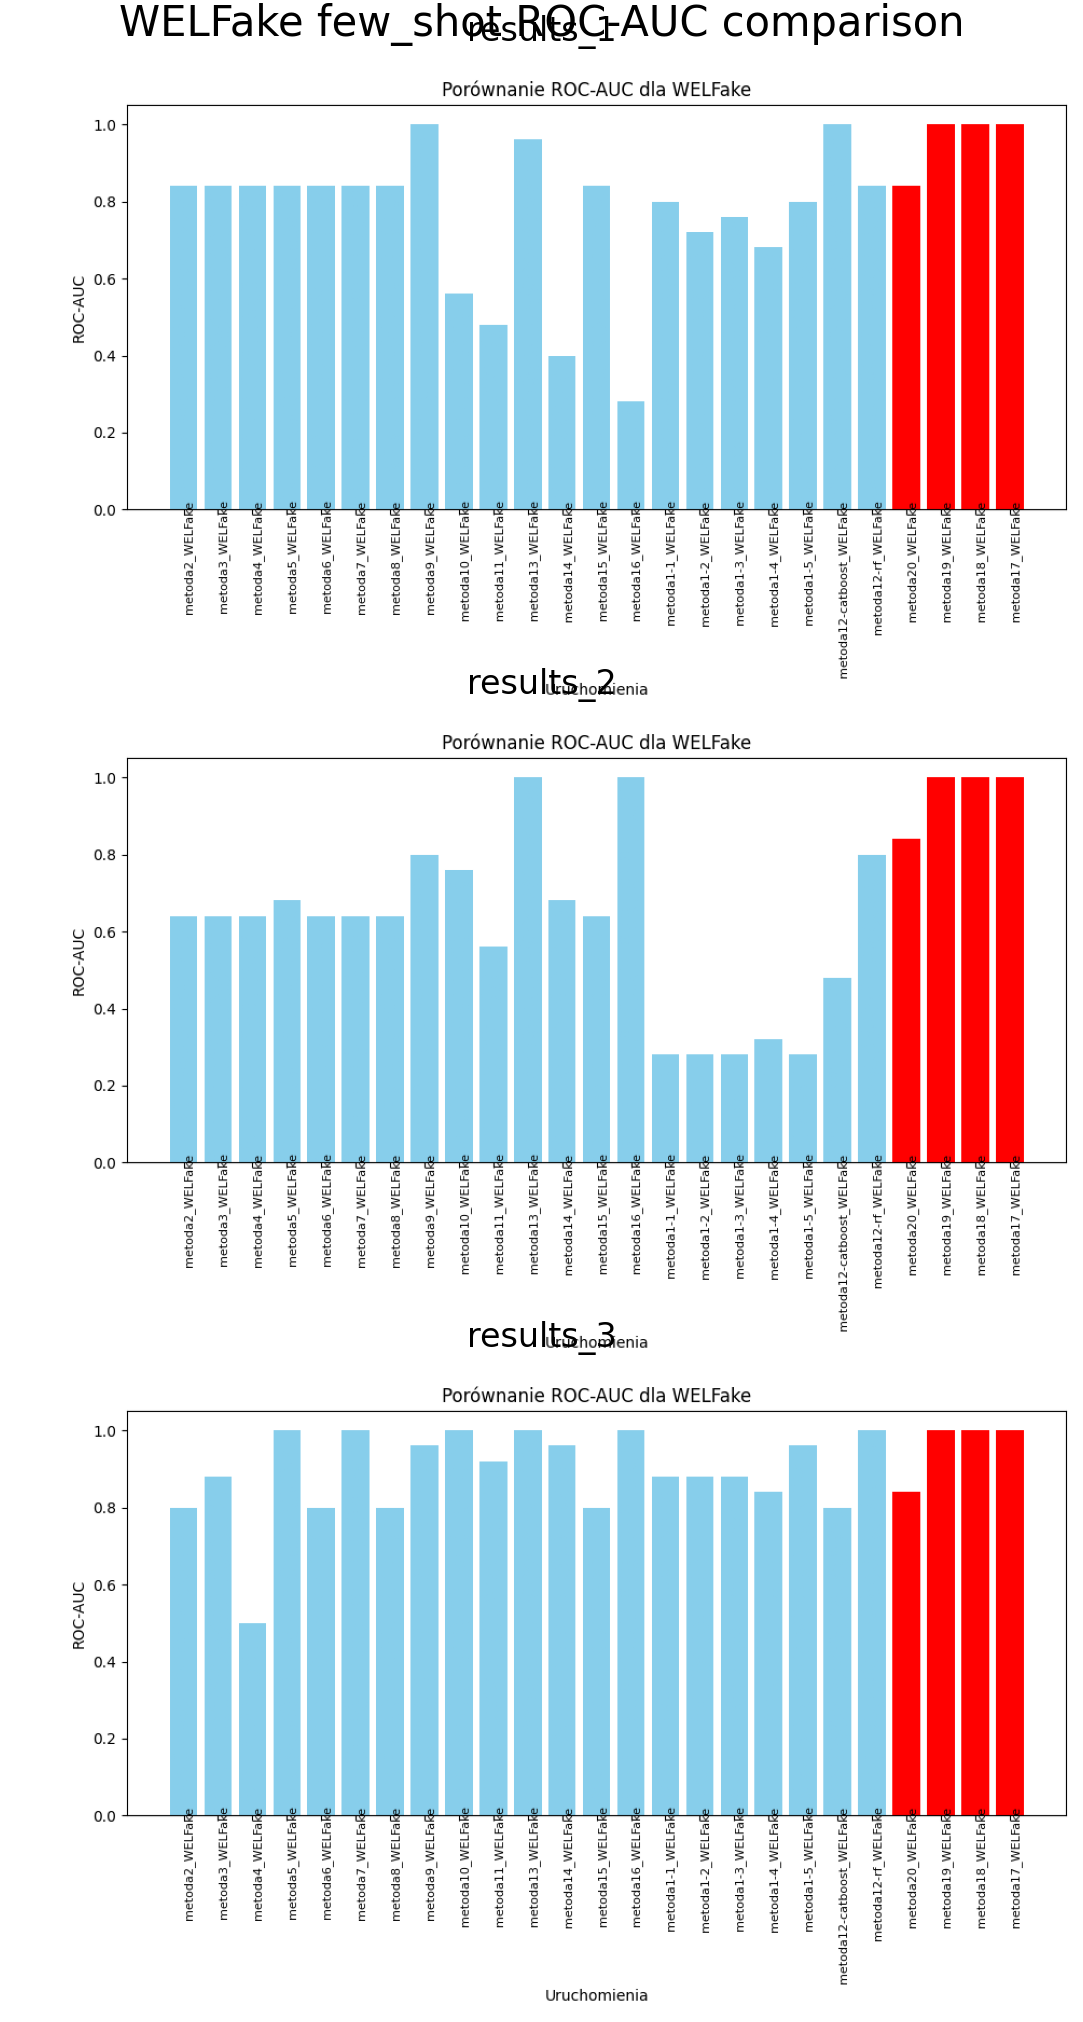 WELFake few_shot ROC-AUC comparison
results_1
Porównanie ROC-AUC dla WELFake
ROC-AUC
1.0
0.8
0.6
0.4
0.2
0.0
metoda2_WELFake
metoda3_WELFake
metoda4_WELFake
metoda5_WELFake
metoda6_WELFake
metoda7_WELFake
metoda8_WELFake
metoda9_WELFake
metoda10_WELFake
metoda11_WELFake
metoda13_WELFake
metoda14_WELFake
metoda15_WELFake
metoda16_WELFake
metoda1-1_WELFake
metoda1-2_WELFake
metoda1-3_WELFake
metoda1-4_WELFake
metoda1-5_WELFake
metoda12-catboost_WELFake
metoda12-rf_WELFake
metoda20_WELFake
metoda19_WELFake
metoda18_WELFake
metoda17_WELFake
Uruchomienia
results_2
Porównanie ROC-AUC dla WELFake
ROC-AUC
1.0
0.8
0.6
0.4
0.2
0.0
metoda2_WELFake
metoda3_WELFake
metoda4_WELFake
metoda5_WELFake
metoda6_WELFake
metoda7_WELFake
metoda8_WELFake
metoda9_WELFake
metoda10_WELFake
metoda11_WELFake
metoda13_WELFake
metoda14_WELFake
metoda15_WELFake
metoda16_WELFake
metoda1-1_WELFake
metoda1-2_WELFake
metoda1-3_WELFake
metoda1-4_WELFake
metoda1-5_WELFake
metoda12-catboost_WELFake
metoda12-rf_WELFake
metoda20_WELFake
metoda19_WELFake
metoda18_WELFake
metoda17_WELFake
Uruchomienia
results_3
Porównanie ROC-AUC dla WELFake
ROC-AUC
1.0
0.8
0.6
0.4
0.2
0.0
metoda2_WELFake
metoda3_WELFake
metoda4_WELFake
metoda5_WELFake
metoda6_WELFake
metoda7_WELFake
metoda8_WELFake
metoda9_WELFake
metoda10_WELFake
metoda11_WELFake
metoda13_WELFake
metoda14_WELFake
metoda15_WELFake
metoda16_WELFake
metoda1-1_WELFake
metoda1-2_WELFake
metoda1-3_WELFake
metoda1-4_WELFake
metoda1-5_WELFake
metoda12-catboost_WELFake
metoda12-rf_WELFake
metoda20_WELFake
metoda19_WELFake
metoda18_WELFake
metoda17_WELFake
Uruchomienia